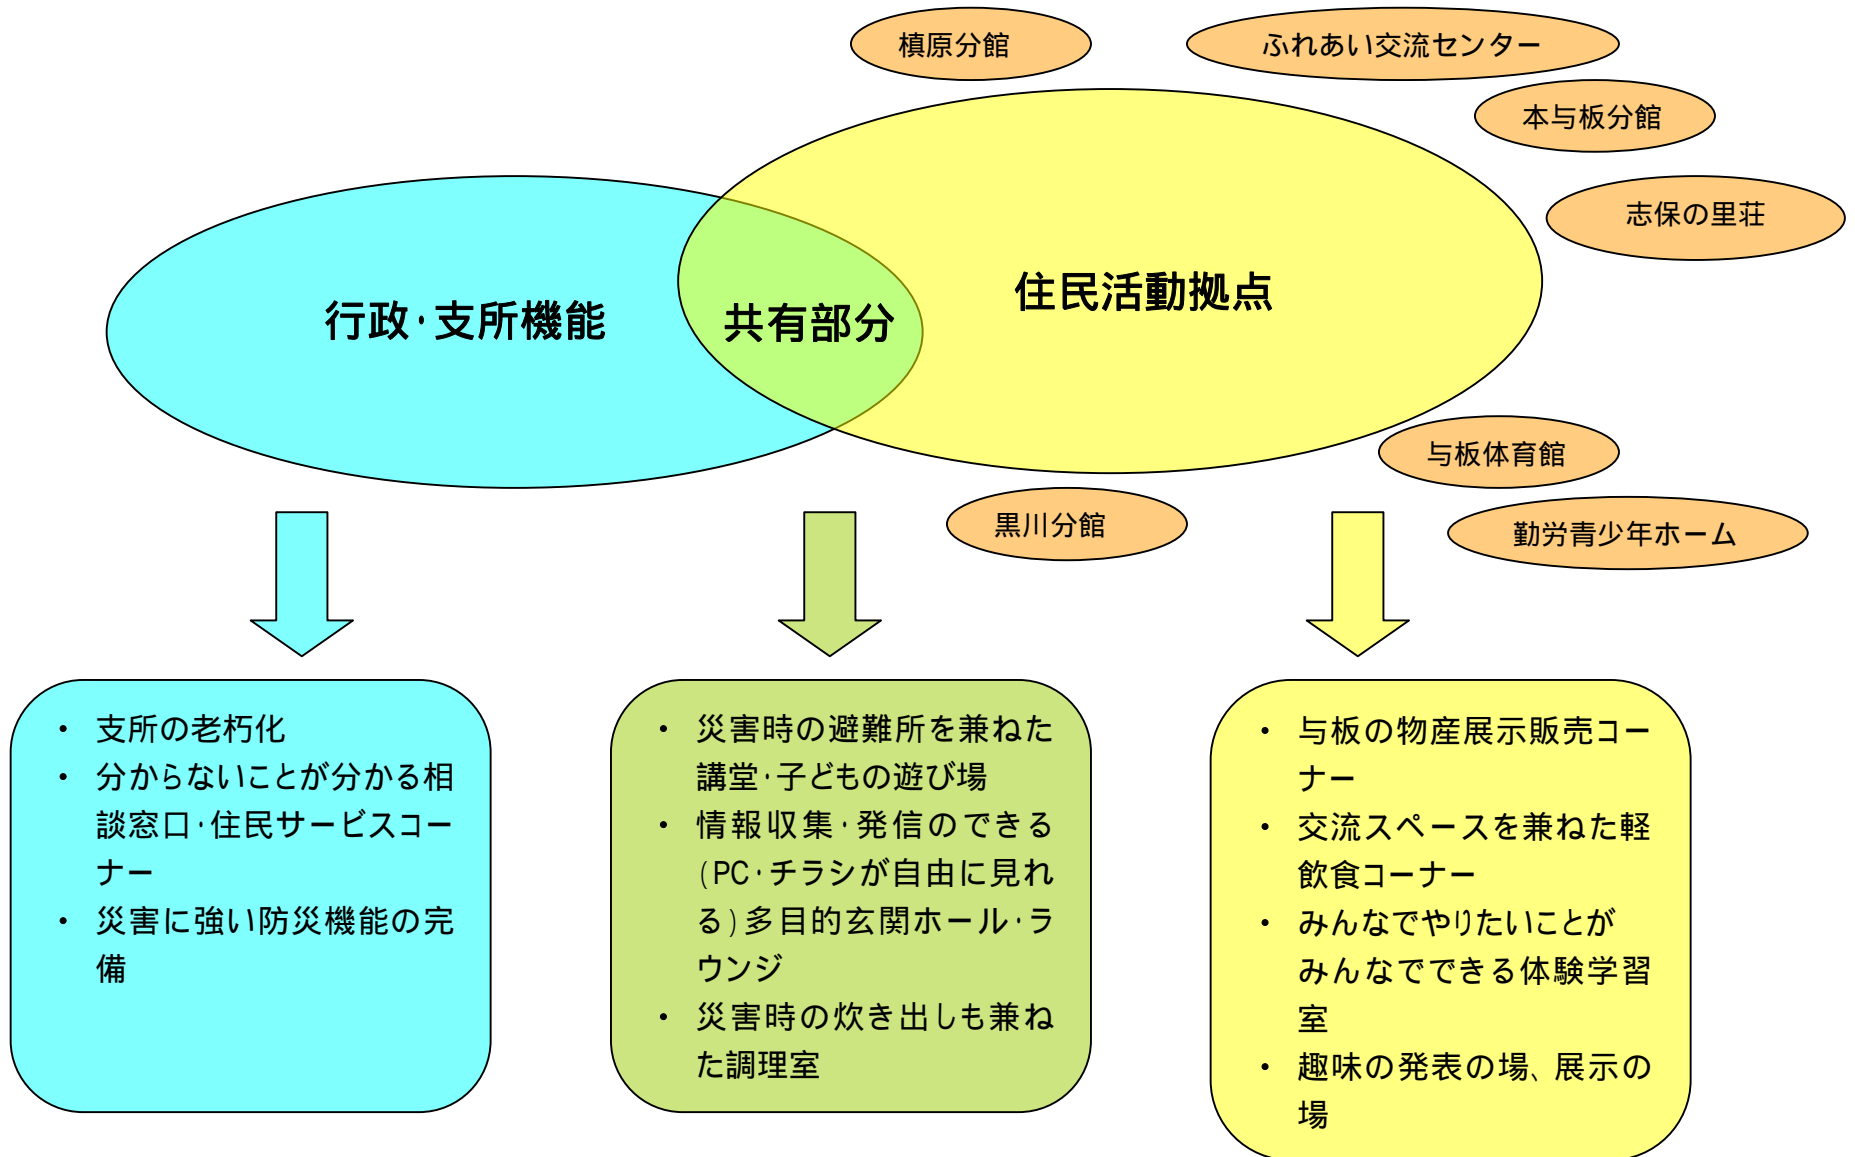 槙原分館
ふれあい交流センター
本与板分館
志保の里荘
行政・支所機能
共有部分
住民活動拠点
与板体育館
黒川分館
勤労青少年ホーム
・ 支所の老朽化
・ 分からないことが分かる相
談窓口・住民サービスコー
ナー
・ 災害に強い防災機能の完
備
・ 災害時の避難所を兼ねた
講堂・子どもの遊び場
・ 情報収集・発信のできる
(PC・チラシが自由に見れ
る)多目的玄関ホール・ラ
ウンジ
・ 災害時の炊き出しも兼ね
た調理室
・ 与板の物産展示販売コー
ナー
・ 交流スペースを兼ねた軽
飲食コーナー
・ みんなでやりたいことが
みんなでできる体験学習
室
・ 趣味の発表の場、展示の
場